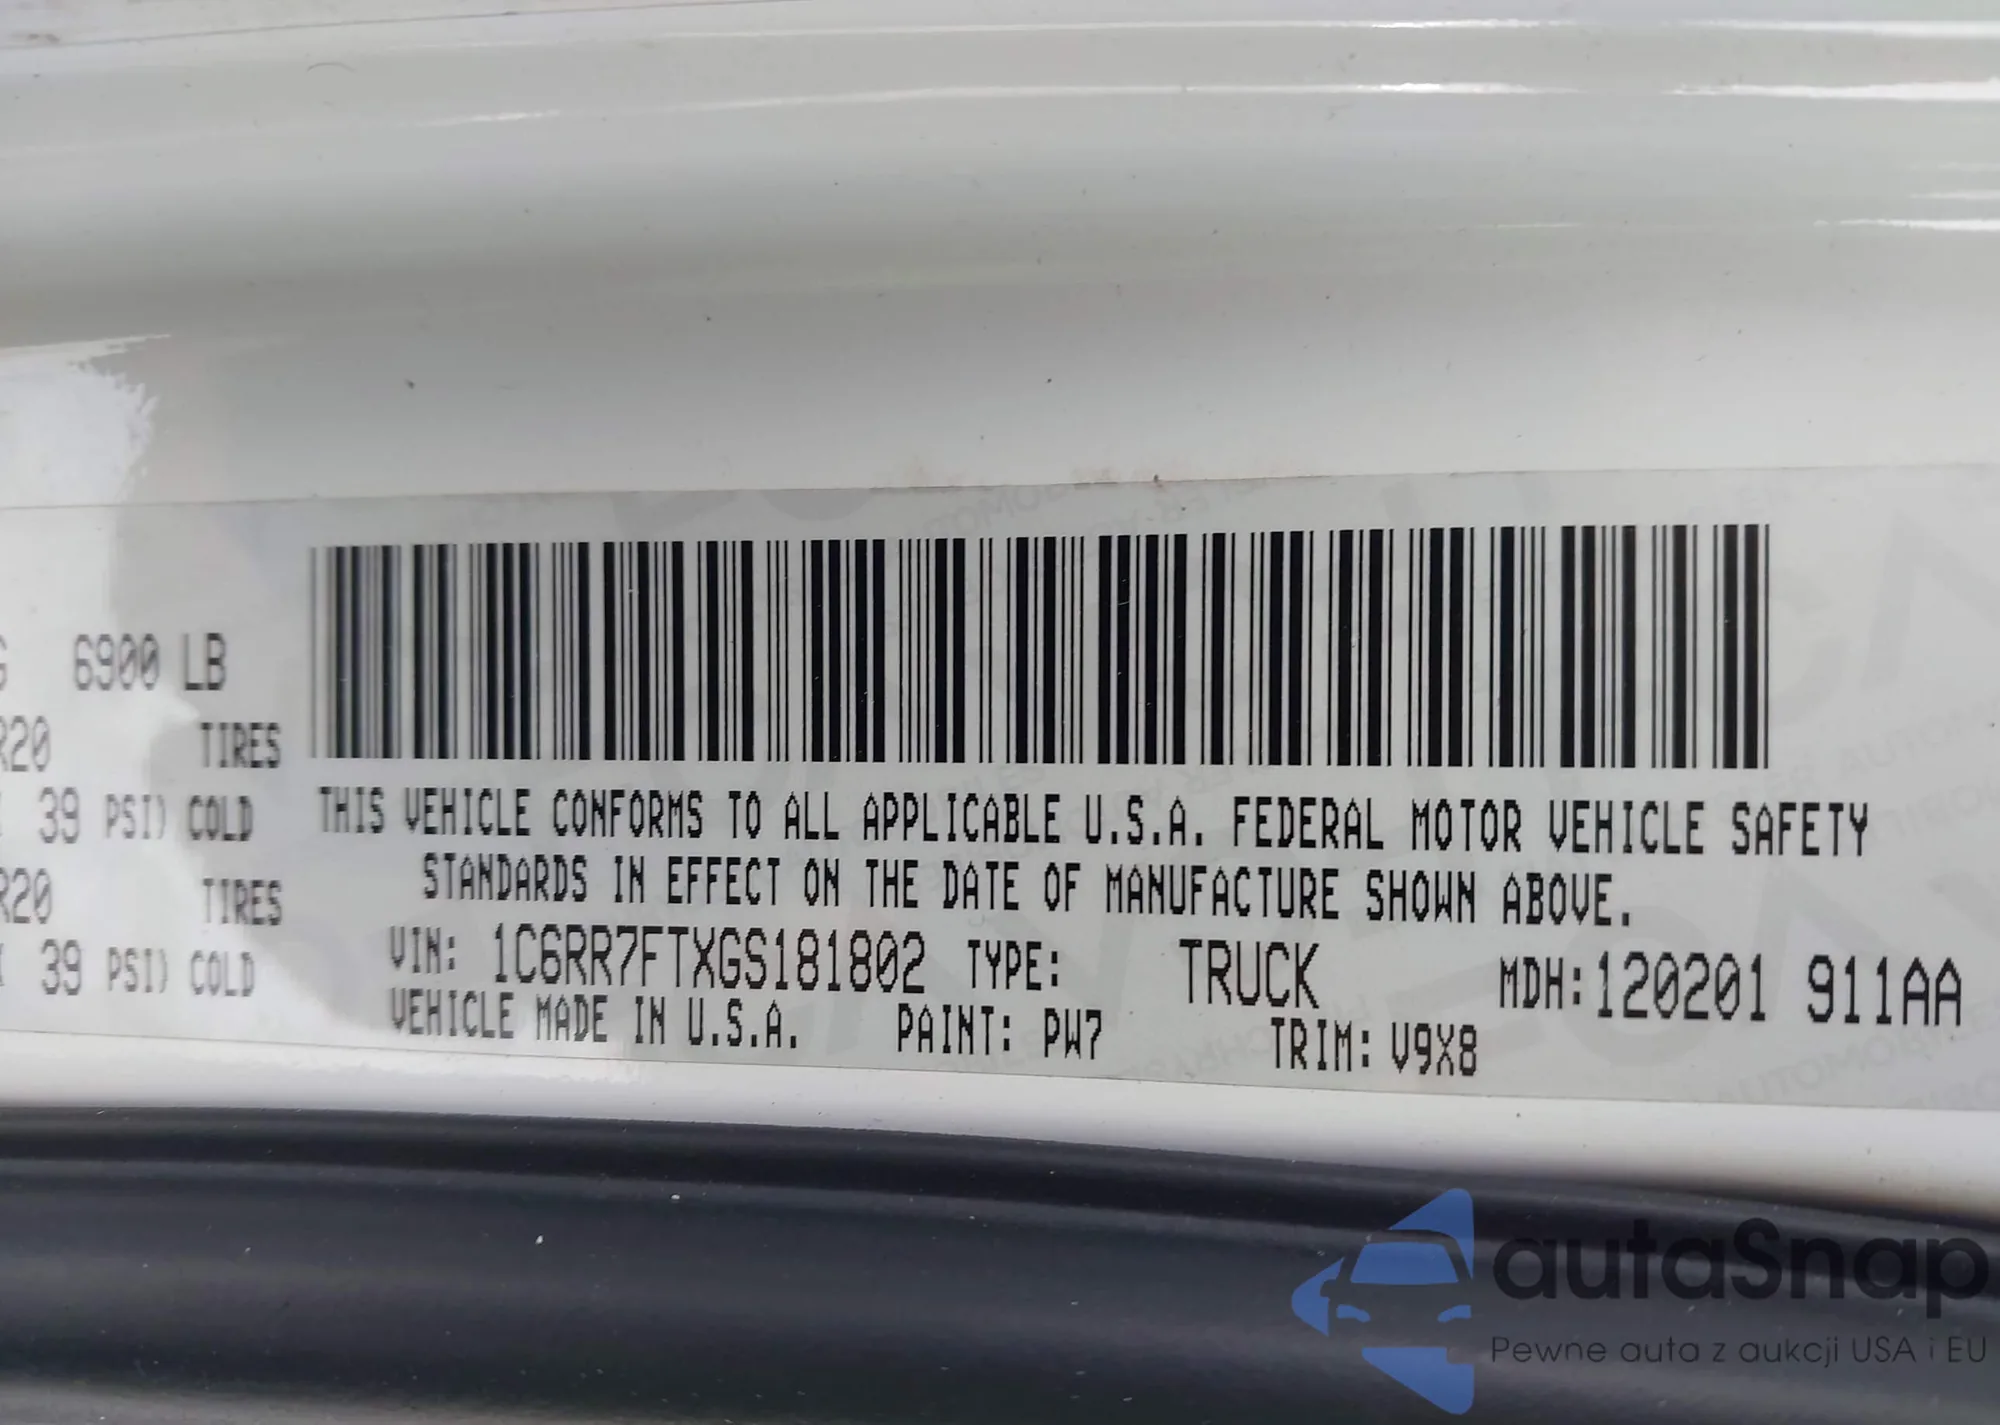 6900 LB
R20 TIRES
39 PSI) COLD
R20 TIRES
39 PSI) COLD
THIS VEHICLE CONFORMS TO ALL APPLICABLE U.S.A. FEDERAL MOTOR VEHICLE SAFETY
STANDARDS IN EFFECT ON THE DATE OF MANUFACTURE SHOWN ABOVE.
VIN: 1C6RR7FTXGS181802 TYPE: TRUCK MDH:120201 911AA
VEHICLE MADE IN U.S.A. PAINT: PW7 TRIM: V9X8
autaSnap
Pewne auta z aukcji USA i EU